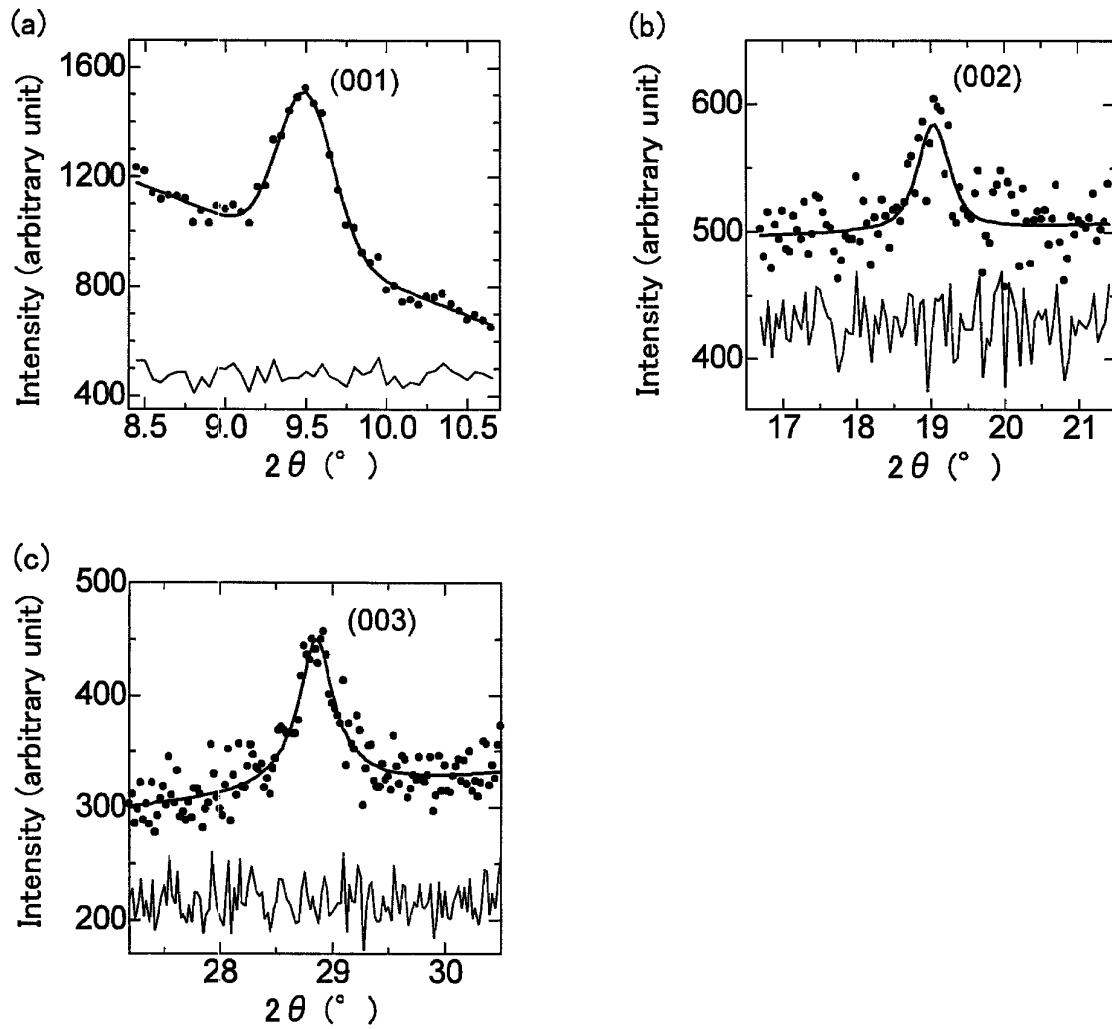 (a)
Intensity (arbitrary unit)
1600
1200
800
400
(001)
8.5 9.0 9.5 10.0 10.5
2θ (° )
(b)
Intensity (arbitrary unit)
600
500
400
(002)
17 18 19 20 21
2θ (° )
(c)
Intensity (arbitrary unit)
500
400
300
200
(003)
28 29 30
2θ (° )